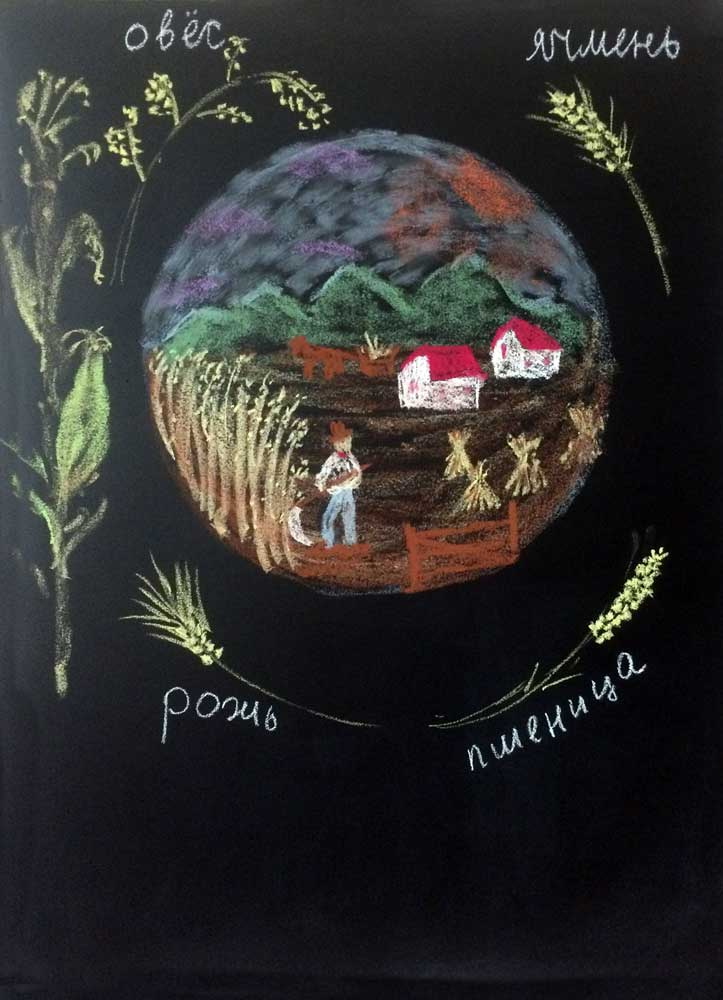 овёс
ячмень
рожь
пшеница